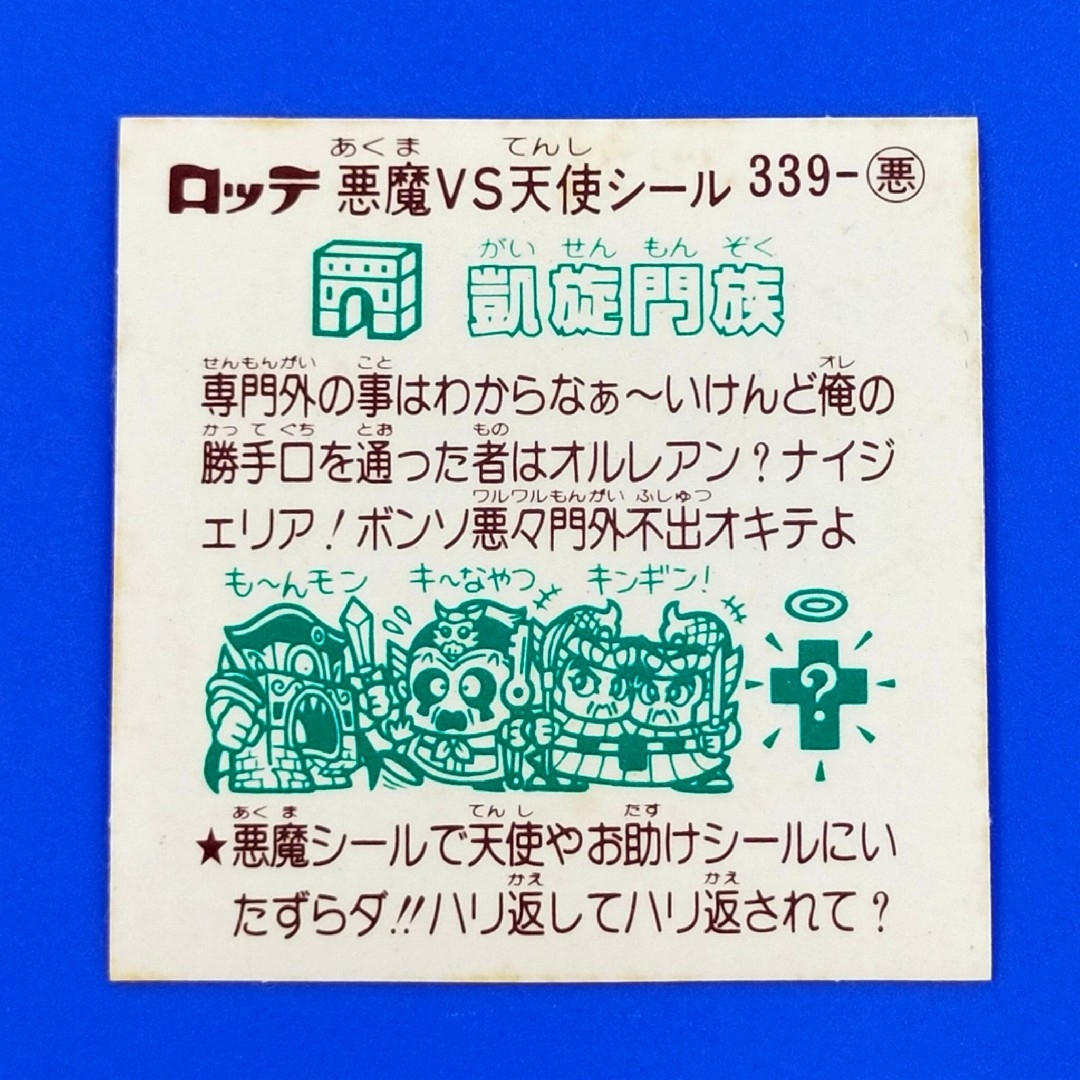 あくま てんし
ロッテ 悪魔VS天使シール 339-悪
がい せん もん ぞく
凱旋門族
せんもんがい こと オレ
専門外の事はわからなぁ〜いけんど俺の
かって ぐち とお もの
勝手口を通った者はオルレアン？ナイジ
ワルワルもんがい ふしゅつ
ェリア！ボンソ悪々門外不出オキテよ
も〜んモン キ〜なやつ キンギン！
?
あくま てんし たす
★悪魔シールで天使やお助けシールにい
かえ かえ
たずらダ!!ハリ返してハリ返されて？